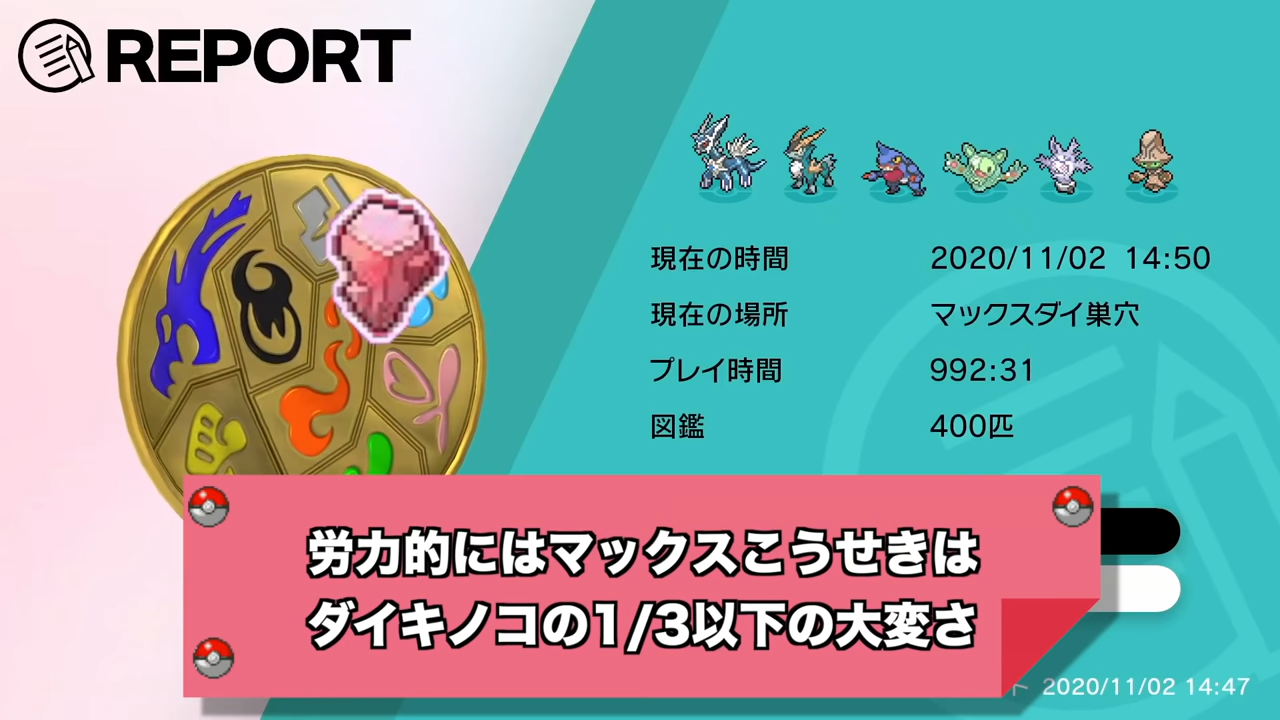 REPORT
現在の時間 2020/11/02 14:50
現在の場所 マックスダイ巣穴
プレイ時間 992:31
図鑑 400匹
労力的にはマックスこうせきは
ダイキノコの1/3以下の大変さ
2020/11/02 14:47